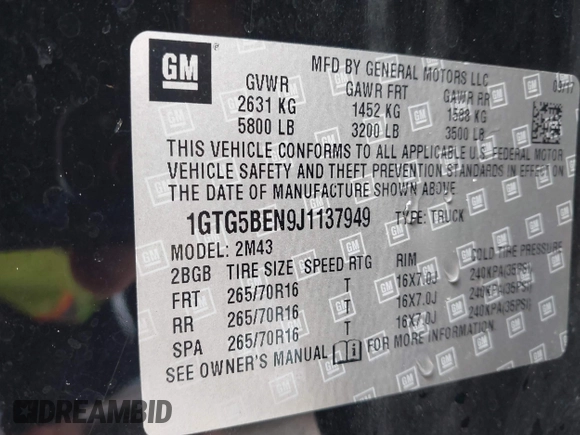 GM
MFD BY GENERAL MOTORS LLC
GVWR GAWR FRT GAWR RR
2631 KG 1452 KG 1588 KG
5800 LB 3200 LB 3500 LB
THIS VEHICLE CONFORMS TO ALL APPLICABLE U.S. FEDERAL MOTOR
VEHICLE SAFETY AND THEFT PREVENTION STANDARDS IN EFFECT ON
THE DATE OF MANUFACTURE SHOWN ABOVE.
1GTG5BEN9J1137949 TYPE: TRUCK
MODEL: 2M43
2BGB TIRE SIZE SPEED RTG RIM COLD TIRE PRESSURE
FRT 265/70R16 T 16X7.0J 240KPA(35PSI)
RR 265/70R16 T 16X7.0J 240KPA(35PSI)
SPA 265/70R16 T 16X7.0J 240KPA(35PSI)
SEE OWNER'S MANUAL FOR MORE INFORMATION.
DREAMBID